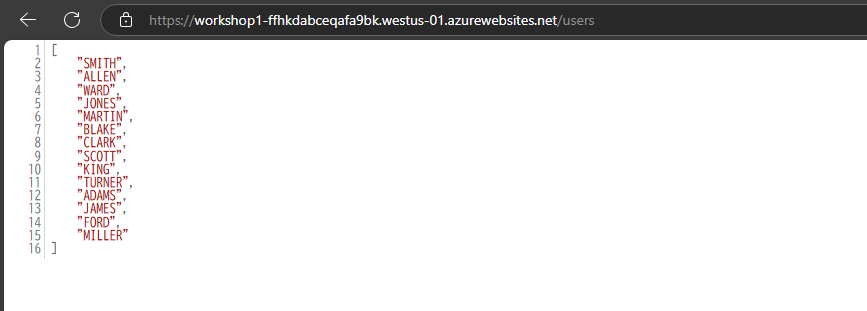 https://workshop1-ffhkdabceqafa9bk.westus-01.azurewebsites.net/users
1 [
2 "SMITH",
3 "ALLEN",
4 "WARD",
5 "JONES",
6 "MARTIN",
7 "BLAKE",
8 "CLARK",
9 "SCOTT",
10 "KING",
11 "TURNER",
12 "ADAMS",
13 "JAMES",
14 "FORD",
15 "MILLER"
16 ]